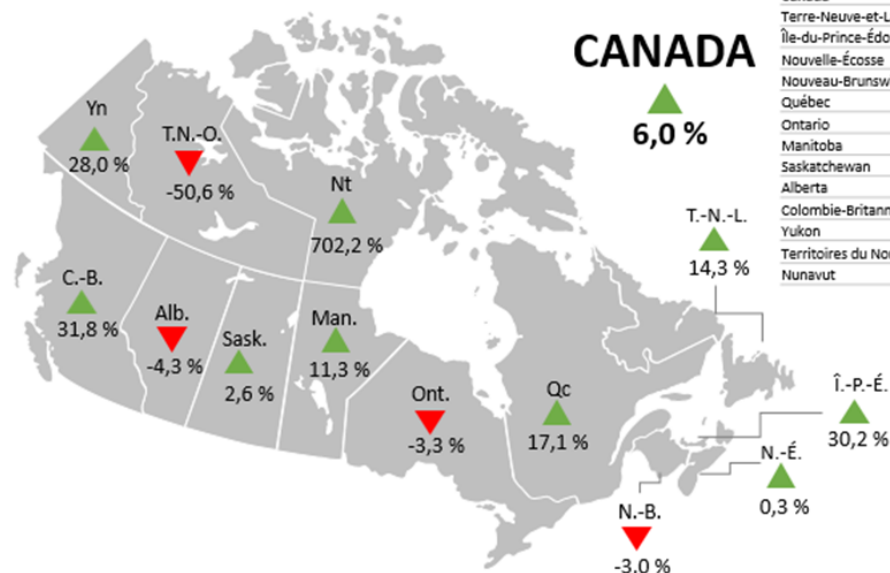 CANADA
6,0 %
Yn
28,0 %
T.N.-O.
-50,6 %
Nt
702,2 %
C.-B.
31,8 %
Alb.
-4,3 %
Sask.
2,6 %
Man.
11,3 %
Ont.
-3,3 %
Qc
17,1 %
T.-N.-L.
14,3 %
Î.-P.-É.
30,2 %
N.-É.
0,3 %
N.-B.
-3,0 %
Terre-Neuve-et-L
Île-du-Prince-Édo
Nouvelle-Écosse
Nouveau-Brunsw
Québec
Ontario
Manitoba
Saskatchewan
Alberta
Colombie-Britann
Yukon
Territoires du Nor
Nunavut